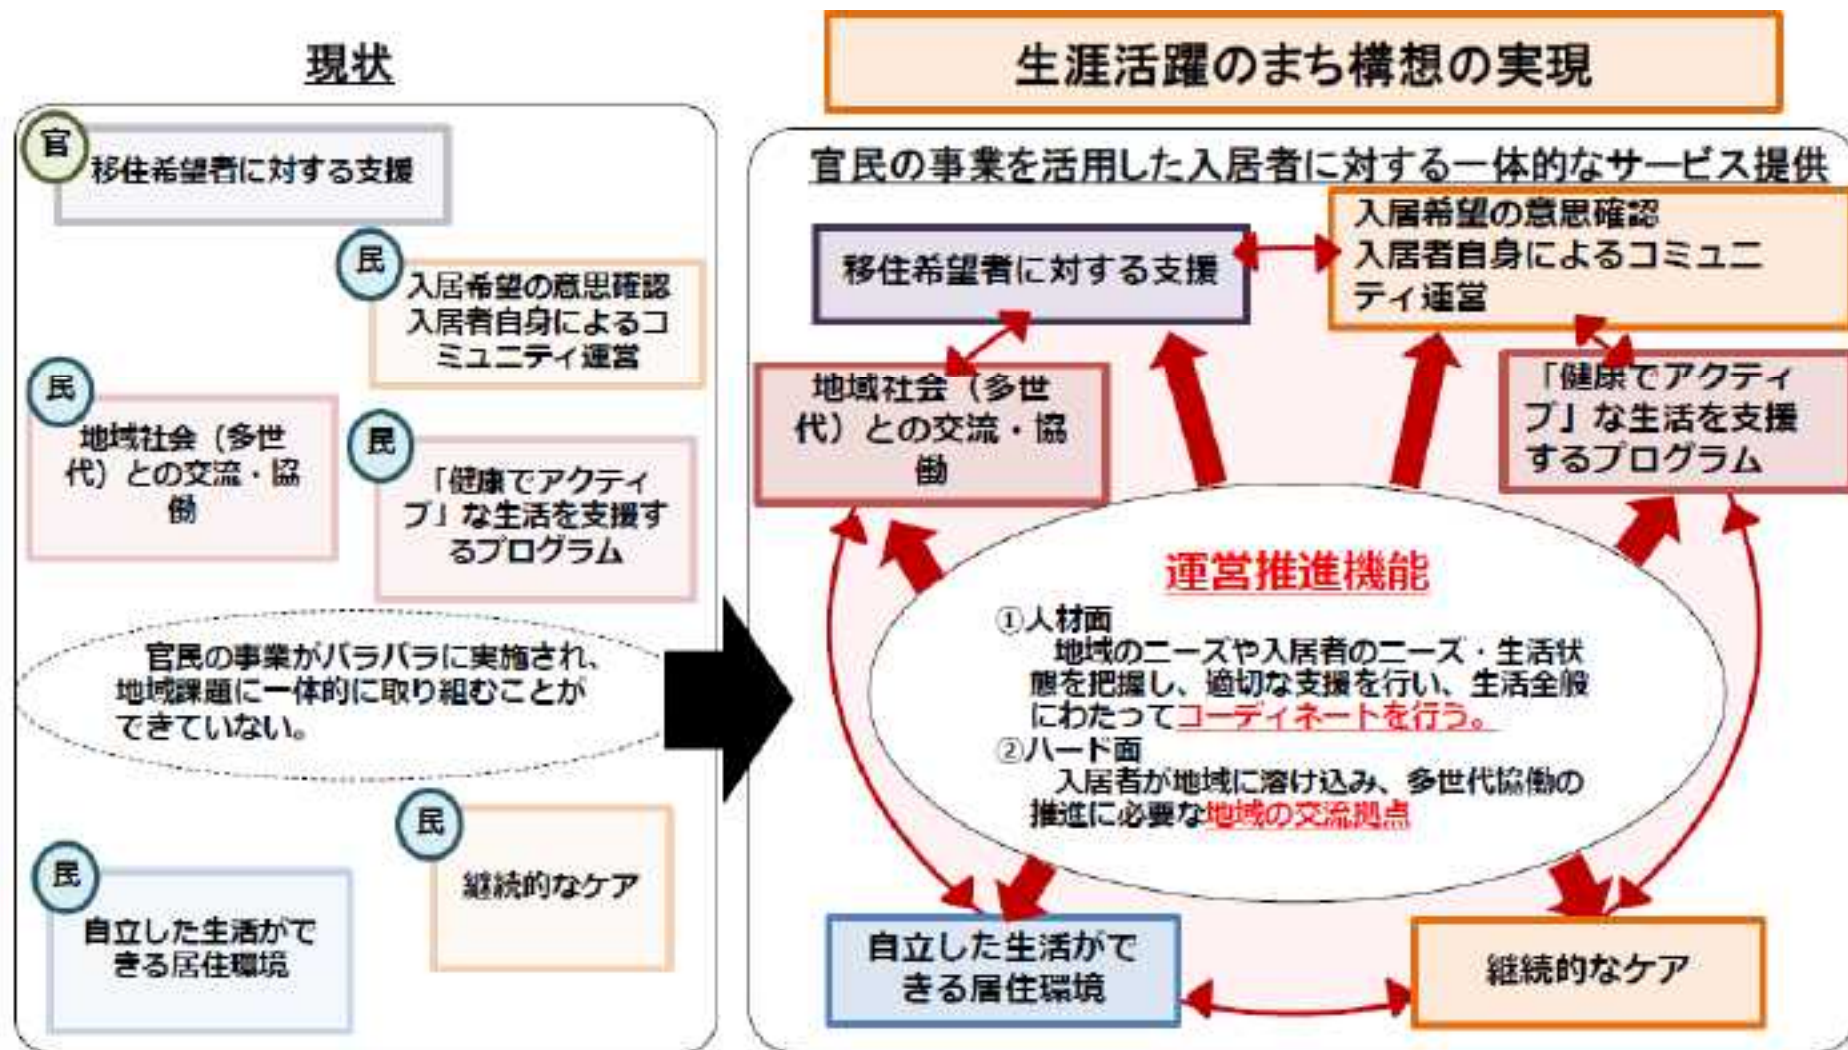 現状
官
移住希望者に対する支援
民
入居希望の意思確認
入居者自身によるコ
ミュニティ運営
民
地域社会（多世
代）との交流・協
働
民
「健康でアクティ
ブ」な生活を支援す
るプログラム
官民の事業がバラバラに実施され、
地域課題に一体的に取り組むことが
できていない。
民
継続的なケア
民
自立した生活がで
きる居住環境
生涯活躍のまち構想の実現
官民の事業を活用した入居者に対する一体的なサービス提供
移住希望者に対する支援
入居希望の意思確認
入居者自身によるコミュニ
ティ運営
地域社会（多世
代）との交流・協
働
「健康でアクティ
ブ」な生活を支援
するプログラム
運営推進機能
①人材面
地域のニーズや入居者のニーズ・生活状
態を把握し、適切な支援を行い、生活全般
にわたってコーディネートを行う。
②ハード面
入居者が地域に溶け込み、多世代協働の
推進に必要な地域の交流拠点
自立した生活がで
きる居住環境
継続的なケア